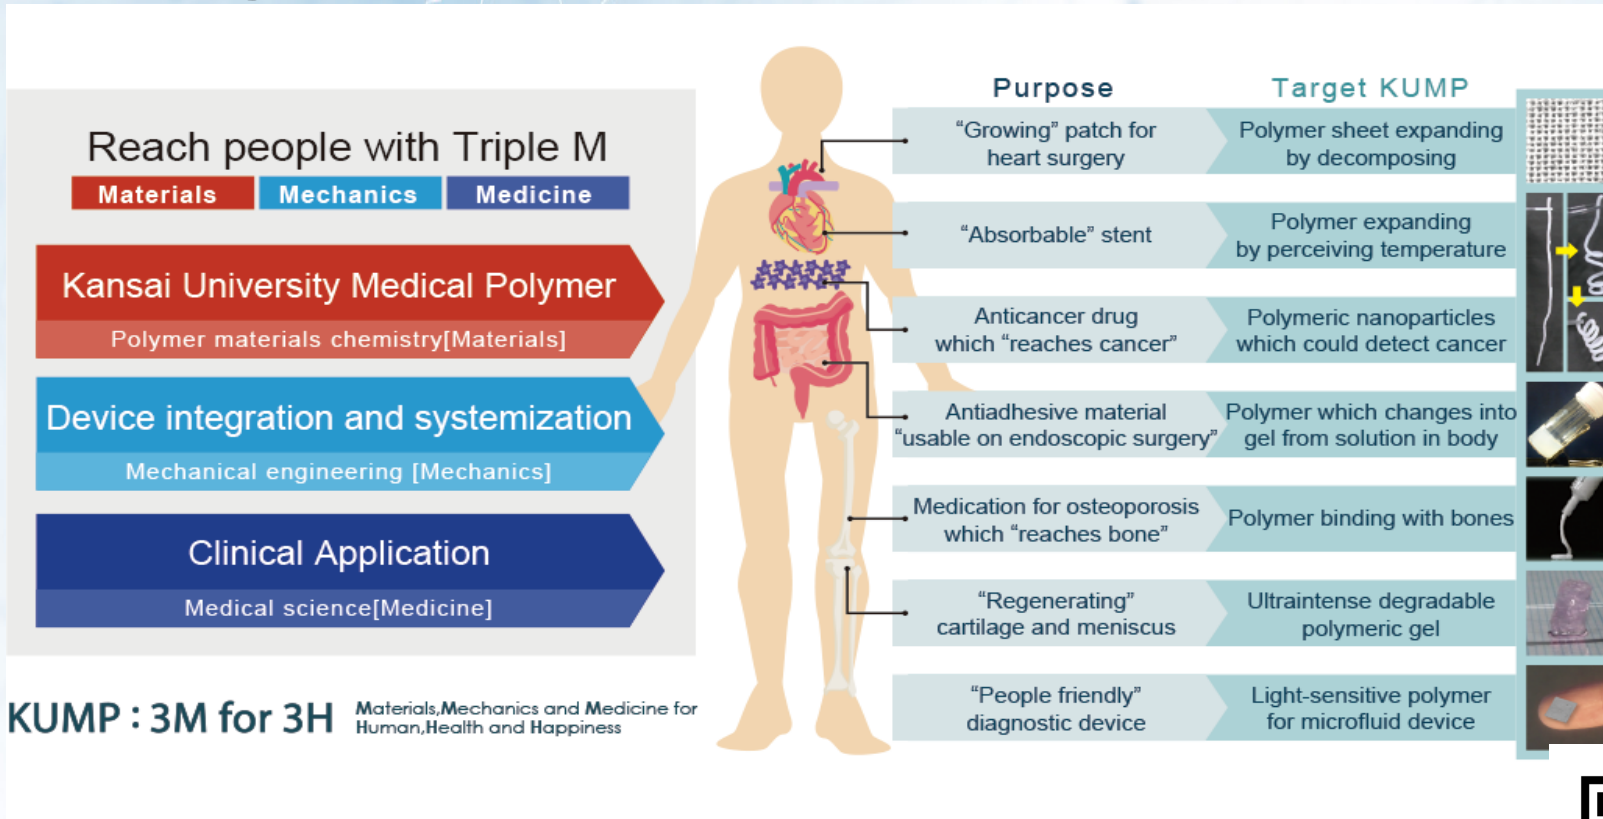 Reach people with Triple M
Materials
Mechanics
Medicine
Kansai University Medical Polymer
Polymer materials chemistry[Materials]
Device integration and systemization
Mechanical engineering [Mechanics]
Clinical Application
Medical science[Medicine]
KUMP : 3M for 3H
Materials,Mechanics and Medicine for
Human,Health and Happiness
Purpose
Target KUMP
“Growing” patch for
heart surgery
Polymer sheet expanding
by decomposing
“Absorbable” stent
Polymer expanding
by perceiving temperature
Anticancer drug
which “reaches cancer”
Polymeric nanoparticles
which could detect cancer
Antiadhesive material
“usable on endoscopic surgery”
Polymer which changes into
gel from solution in body
Medication for osteoporosis
which “reaches bone”
Polymer binding with bones
“Regenerating”
cartilage and meniscus
Ultraintense degradable
polymeric gel
“People friendly”
diagnostic device
Light-sensitive polymer
for microfluid device